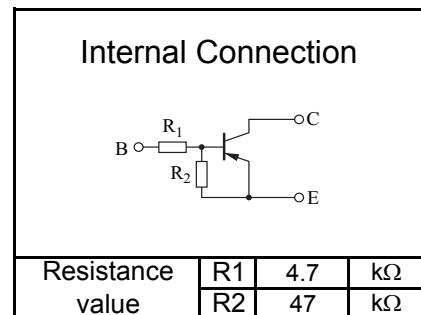 Internal Connection
C
R1
B
R2
E
Resistance value R1 4.7 kΩ
R2 47 kΩ